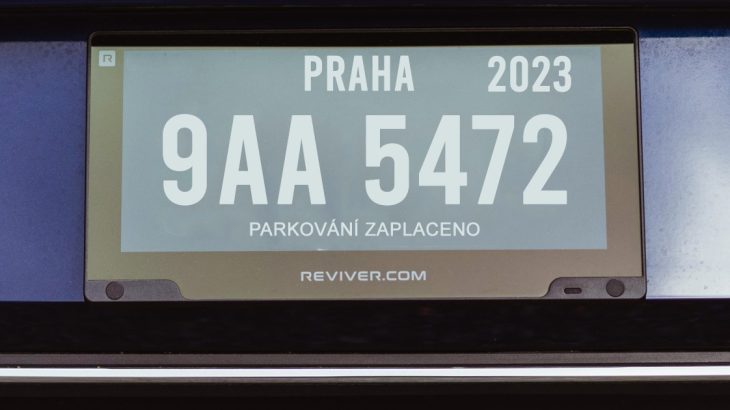 R
PRAHA 2023
9AA 5472
PARKOVÁNÍ ZAPLACENO
REVIVER.COM